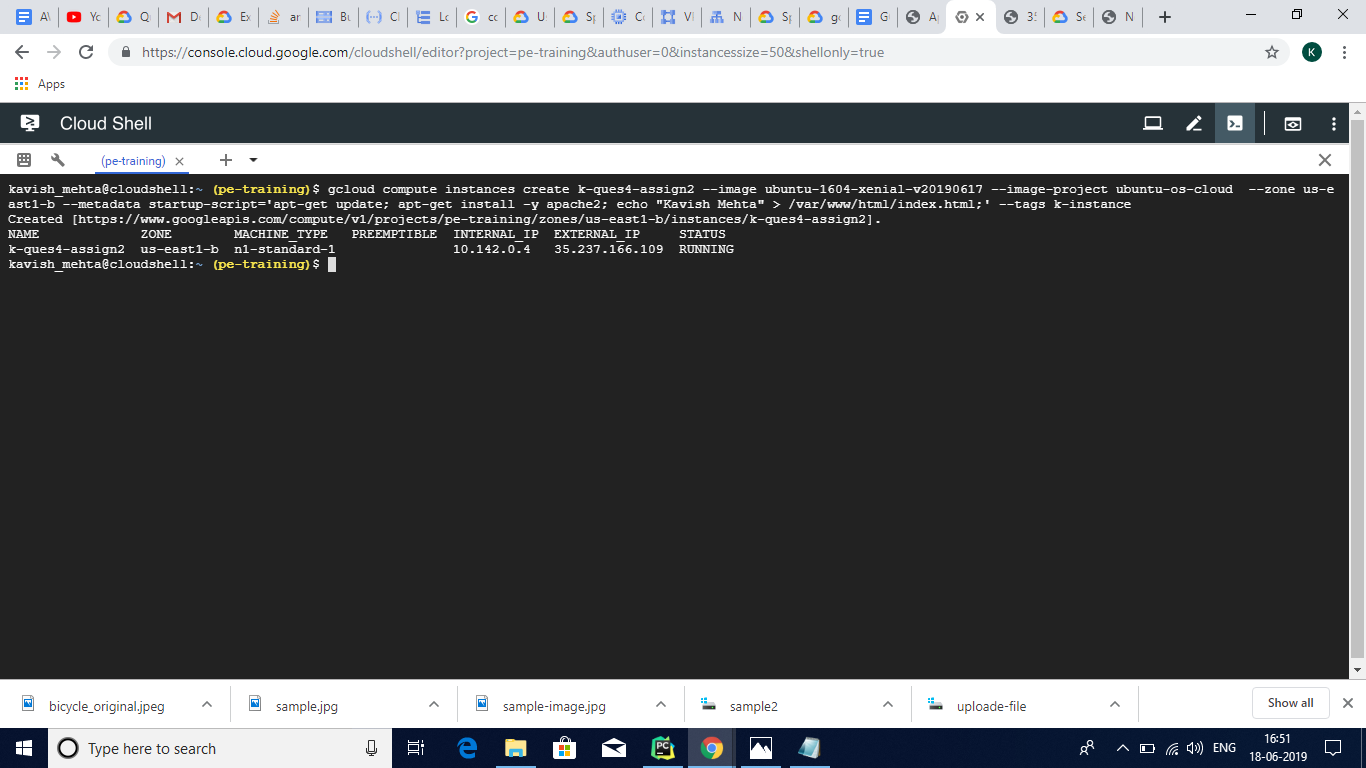 A
Yo
Q
D
Ex
ar
Bu
Cl
Lo
cc
U
Sp
Co
VI
N
Sp
go
G
A
35
Se
N
https://console.cloud.google.com/cloudshell/editor?project=pe-training&authuser=0&instancessize=50&shellonly=true
K
Apps
Cloud Shell
(pe-training)
kavish_mehta@cloudshell:~ (pe-training)$ gcloud compute instances create k-ques4-assign2 --image ubuntu-1604-xenial-v20190617 --image-project ubuntu-os-cloud  --zone us-e
ast1-b --metadata startup-script='apt-get update; apt-get install -y apache2; echo "Kavish Mehta" > /var/www/html/index.html;' --tags k-instance
Created [https://www.googleapis.com/compute/v1/projects/pe-training/zones/us-east1-b/instances/k-ques4-assign2].
NAME ZONE MACHINE_TYPE PREEMPTIBLE INTERNAL_IP EXTERNAL_IP STATUS
k-ques4-assign2 us-east1-b n1-standard-1 10.142.0.4 35.237.166.109 RUNNING
kavish_mehta@cloudshell:~ (pe-training)$
bicycle_original.jpeg
sample.jpg
sample-image.jpg
sample2
uploade-file
Show all
Type here to search
PC
ENG
16:51
18-06-2019